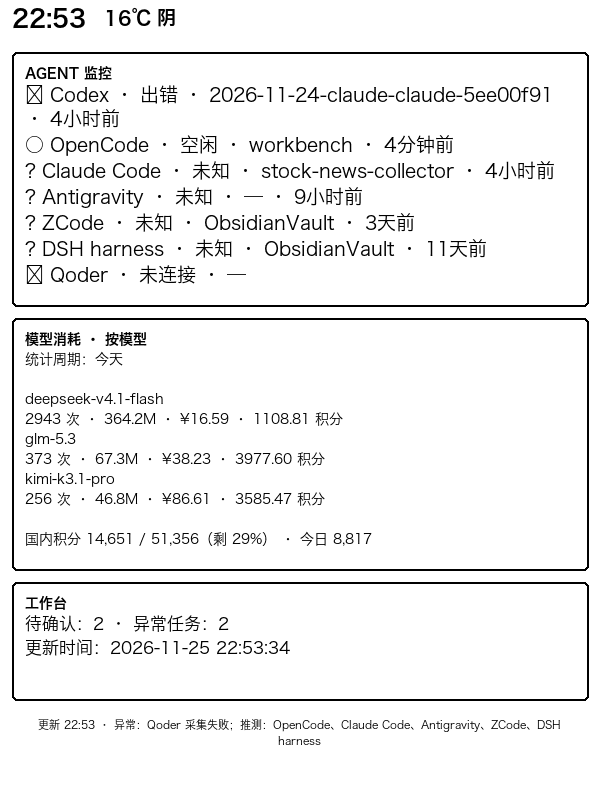 22:53 16℃ 阴
AGENT 监控
☒ Codex · 出错 · 2026-11-24-claude-claude-5ee00f91
· 4小时前
○ OpenCode · 空闲 · workbench · 4分钟前
? Claude Code · 未知 · stock-news-collector · 4小时前
? Antigravity · 未知 · — · 9小时前
? ZCode · 未知 · ObsidianVault · 3天前
? DSH harness · 未知 · ObsidianVault · 11天前
☒ Qoder · 未连接 · —
模型消耗 · 按模型
统计周期：今天
deepseek-v4.1-flash
2943 次 · 364.2M · ¥16.59 · 1108.81 积分
glm-5.3
373 次 · 67.3M · ¥38.23 · 3977.60 积分
kimi-k3.1-pro
256 次 · 46.8M · ¥86.61 · 3585.47 积分
国内积分 14,651 / 51,356（剩 29%） · 今日 8,817
工作台
待确认：2 · 异常任务：2
更新时间：2026-11-25 22:53:34
更新 22:53 · 异常：Qoder 采集失败；推测：OpenCode、Claude Code、Antigravity、ZCode、DSH
harness